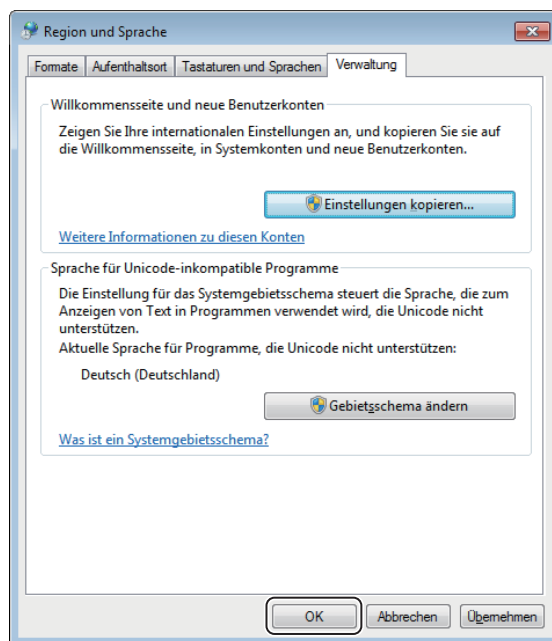 Region und Sprache
Formate Aufenthaltsort Tastaturen und Sprachen Verwaltung
Willkommensseite und neue Benutzerkonten
Zeigen Sie Ihre internationalen Einstellungen an, und kopieren Sie sie auf
die Willkommensseite, in Systemkonten und neue Benutzerkonten.
Einstellungen kopieren...
Weitere Informationen zu diesen Konten
Sprache für Unicode-inkompatible Programme
Die Einstellung für das Systemgebietsschema steuert die Sprache, die zum
Anzeigen von Text in Programmen verwendet wird, die Unicode nicht
unterstützen.
Aktuelle Sprache für Programme, die Unicode nicht unterstützen:
Deutsch (Deutschland)
Gebietsschema ändern
Was ist ein Systemgebietsschema?
OK Abbrechen Übernehmen